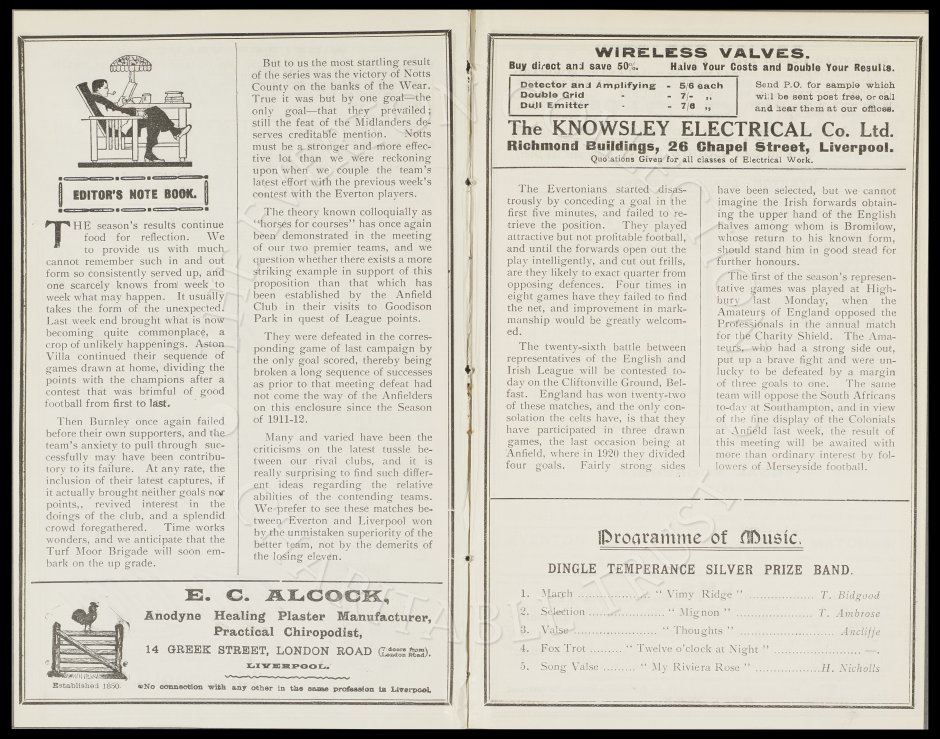 EDITOR'S NOTE BOOK.
THE season's results continue
food for reflection. We
to provide us with much
cannot remember such in and out
form so consistently served up, and
one scarcely knows from week to
week what may happen. It usually
takes the form of the unexpected.
Last week end brought what is now
becoming quite commonplace, a
crop of unlikely happenings. Aston
Villa continued their sequence of
games drawn at home, dividing the
points with the champions after a
contest that was brimful of good
football from first to last.
Then Burnley once again failed
before their own supporters, and the
team's anxiety to pull through suc-
cessfully may have been contribu-
tory to its failure. At any rate, the
inclusion of their latest captures, if
it actually brought neither goals nor
points,, revived interest in the
doings of the club, and a splendid
crowd foregathered. Time works
wonders, and we anticipate that the
Turf Moor Brigade will soon em-
bark on the up grade.
But to us the most startling result
of the series was the victory of Notts
County on the banks of the Wear.
True it was but by one goal—the
only goal—that they prevailed;
still the feat of the Midlanders de-
serves creditable mention. Notts
must be a stronger and more effec-
tive lot than we were reckoning
upon when we couple the team's
latest effort with the previous week's
contest with the Everton players.
The theory known colloquially as
"horses for courses" has once again
been demonstrated in the meeting
of our two premier teams, and we
question whether there exists a more
striking example in support of this
proposition than that which has
been established by the Anfield
Club in their visits to Goodison
Park in quest of League points.
They were defeated in the corres-
ponding game of last campaign by
the only goal scored, thereby being
broken a long sequence of successes
as prior to that meeting defeat had
not come the way of the Anfielders
on this enclosure since the Season
of 1911-12.
Many and varied have been the
criticisms on the latest tussle be-
tween our rival clubs, and it is
really surprising to find such differ-
ent ideas regarding the relative
abilities of the contending teams.
We prefer to see these matches be-
tween Everton and Liverpool won
by the unmistaken superiority of the
better team, not by the demerits of
the losing eleven.
E. C. ALCOCK,
Anodyne Healing Plaster Manufacturer,
Practical Chiropodist,
14 GREEK STREET, LONDON ROAD (7 doors from London Road),
LIVERPOOL.
Established 1850.
No connection with any other in the same profession in Liverpool.
WIRELESS VALVES.
Buy direct and save 50%. Halve Your Costs and Double Your Results.
Detector and Amplifying - 5/6 each
Double Grid - 7/- ,,
Dull Emitter - 7/6 ,,
Send P.O. for sample which
will be sent post free, or call
and hear them at our offices.
The KNOWSLEY ELECTRICAL Co. Ltd.
Richmond Buildings, 26 Chapel Street, Liverpool.
Quotations Given for all classes of Electrical Work.
The Evertonians started disas-
trously by conceding a goal in the
first five minutes, and failed to re-
trieve the position. They played
attractive but not profitable football,
and until the forwards open out the
play intelligently, and cut out frills,
are they likely to exact quarter from
opposing defences. Four times in
eight games have they failed to find
the net, and improvement in mark-
manship would be greatly welcom-
ed.
The twenty-sixth battle between
representatives of the English and
Irish League will be contested to-
day on the Cliftonville Ground, Bel-
fast. England has won twenty-two
of these matches, and the only con-
solation the celts have, is that they
have participated in three drawn
games, the last occasion being at
Anfield, where in 1920 they divided
four goals. Fairly strong sides
have been selected, but we cannot
imagine the Irish forwards obtain-
ing the upper hand of the English
halves among whom is Bromilow,
whose return to his known form,
should stand him in good stead for
further honours.
The first of the season's represen-
tative games was played at High-
bury last Monday, when the
Amateurs of England opposed the
Professionals in the annual match
for the Charity Shield. The Ama-
teurs, who had a strong side out,
put up a brave fight and were un-
lucky to be defeated by a margin
of three goals to one. The same
team will oppose the South Africans
to-day at Southampton, and in view
of the fine display of the Colonials
at Anfield last week, the result of
this meeting will be awaited with
more than ordinary interest by fol-
lowers of Merseyside football.
Programme of Music.
DINGLE TEMPERANCE SILVER PRIZE BAND.
1. March ........ "Vimy Ridge" ........ T. Bidgood
2. Selection ........ "Mignon" ........ T. Ambrose
3. Valse ........ "Thoughts" ........ Ancliffe
4. Fox Trot ........ "Twelve o'clock at Night" ........ —.
5. Song Valse ........ "My Riviera Rose" ........ H. Nicholls